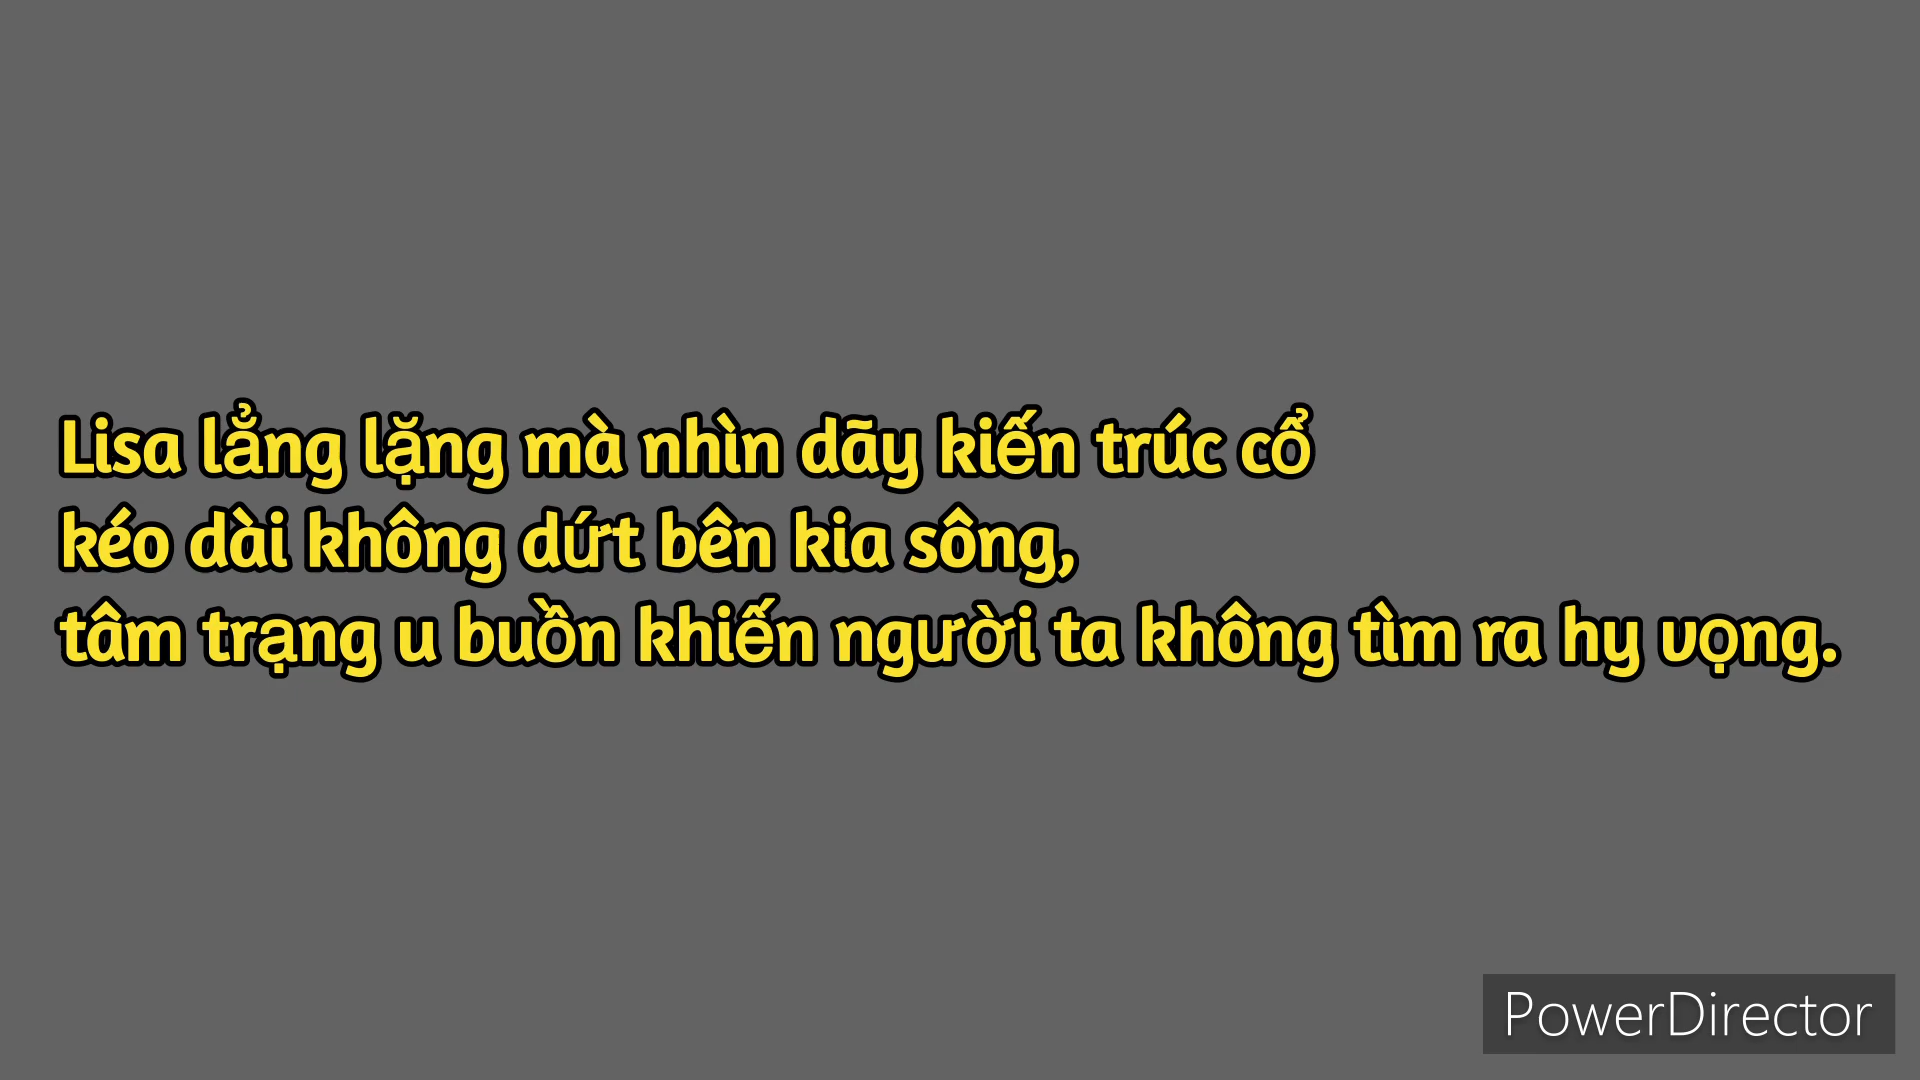 Lisa lẳng lặng mà nhìn dãy kiến trúc cổ
kéo dài không dứt bên kia sông,
tâm trạng u buồn khiến người ta không tìm ra hy vọng.
PowerDirector